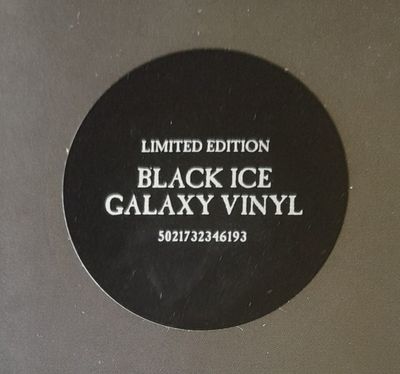 LIMITED EDITION
BLACK ICE
GALAXY VINYL
5021732346193